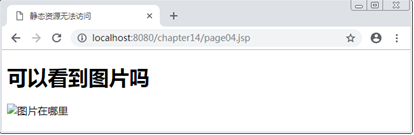 静态资源无法访问
localhost:8080/chapter14/page04.jsp
可以看到图片吗
图片在哪里